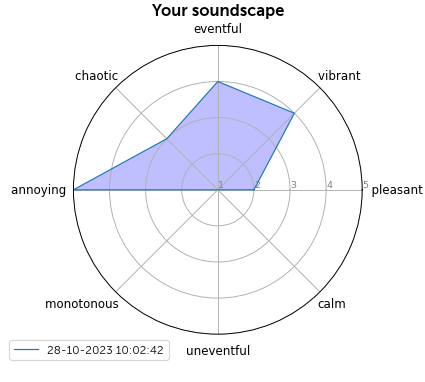 Your soundscape
eventful
chaotic
vibrant
annoying
1
2
3
4
5
pleasant
monotonous
calm
uneventful
28-10-2023 10:02:42